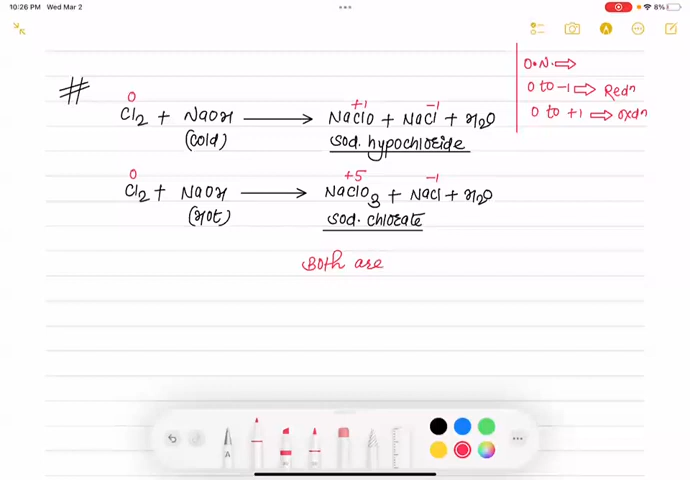 10:26 PM Wed Mar 2
8%
O.N. ⇒
0 to -1 ⇒ Redn
0 to +1 ⇒ oxdn
#
0 +1 -1
Cl2 + NaOH → NaClO + NaCl + H2O
(cold) sod. hypochloride
0 +5 -1
Cl2 + NaOH → NaClO3 + NaCl + H2O
(Hot) sod. chlorate
Both are
A